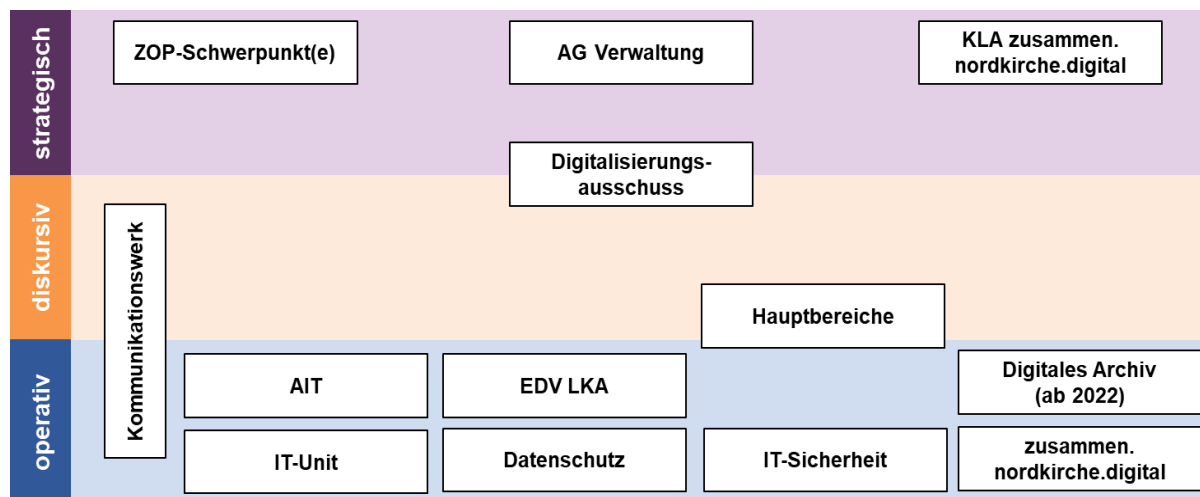 strategisch
ZOP-Schwerpunkt(e)
AG Verwaltung
KLA zusammen.
nordkirche.digital
Digitalisierungs-
ausschuss
diskursiv
Kommunikationswerk
Hauptbereiche
operativ
AIT
EDV LKA
Digitales Archiv
(ab 2022)
IT-Unit
Datenschutz
IT-Sicherheit
zusammen.
nordkirche.digital